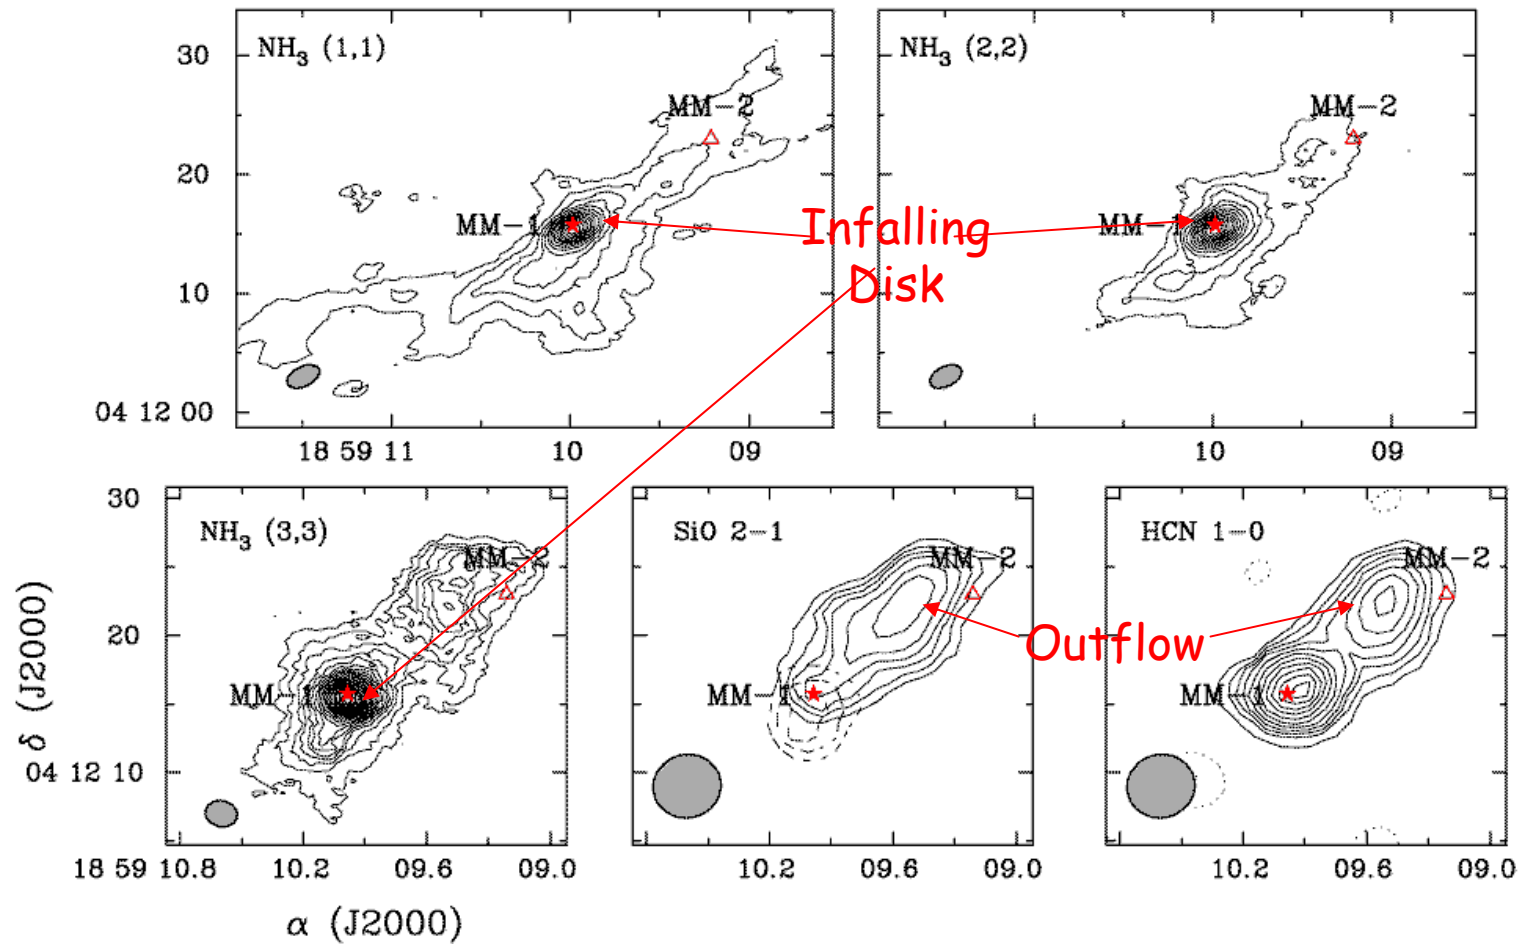 NH3 (1,1)
MM-2
MM-1
30
20
10
04 12 00
18 59 11
10
09
NH3 (2,2)
MM-2
MM-1
10
09
Infalling
Disk
NH3 (3,3)
MM-2
MM-1
30
20
04 12 10
18 59 10.8
10.2
09.6
09.0
δ (J2000)
α (J2000)
SiO 2-1
MM-2
MM-1
10.2
09.6
09.0
Outflow
HCN 1-0
MM-2
MM-1
10.2
09.6
09.0